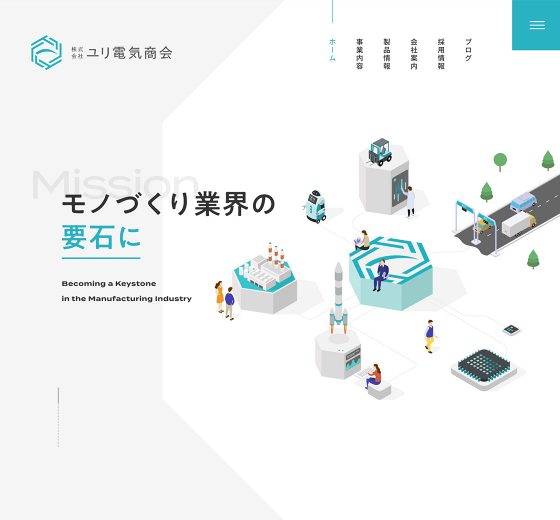 株式会社 ユリ電気商会
ホーム
事業内容
製品情報
会社案内
採用情報
ブログ
Mission
モノづくり業界の
要石に
Becoming a Keystone
in the Manufacturing Industry